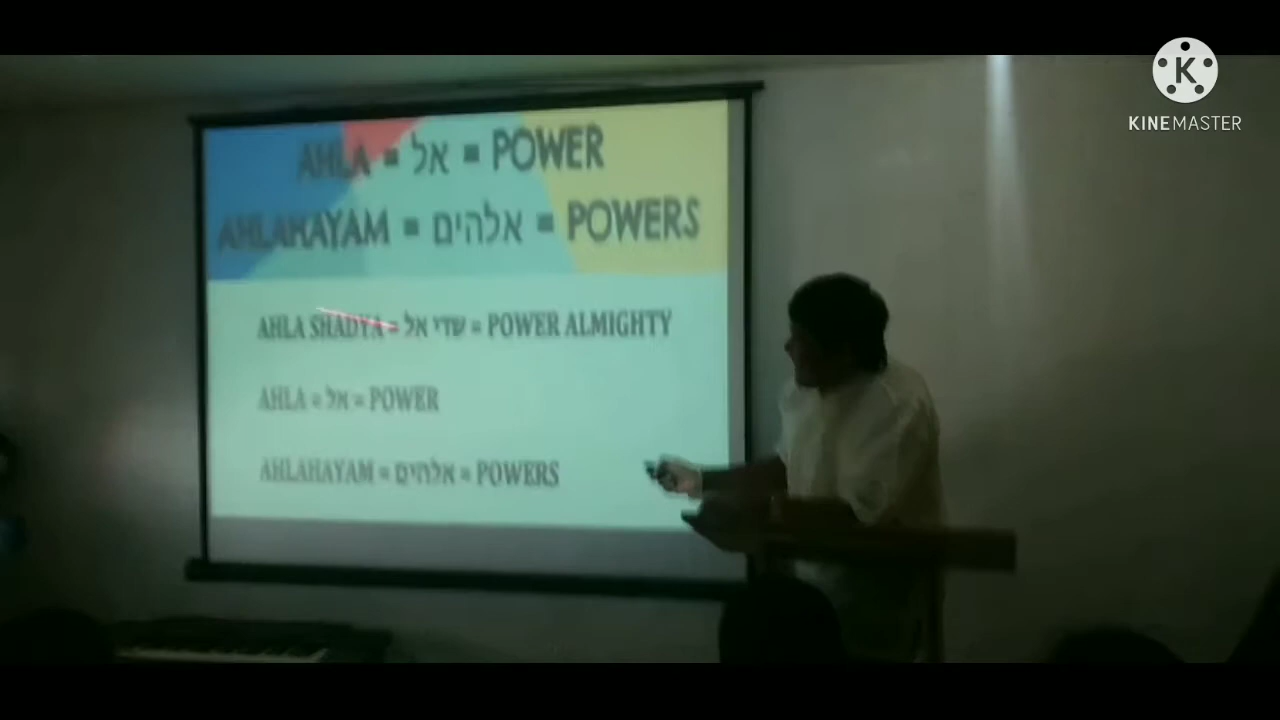 AHLA = אל = POWER
AHLAHAYAM = אלהים = POWERS
AHLA SHADYA = שדי אל = POWER ALMIGHTY
AHLA = אל = POWER
AHLAHAYAM = אלהים = POWERS
K
KINEMASTER